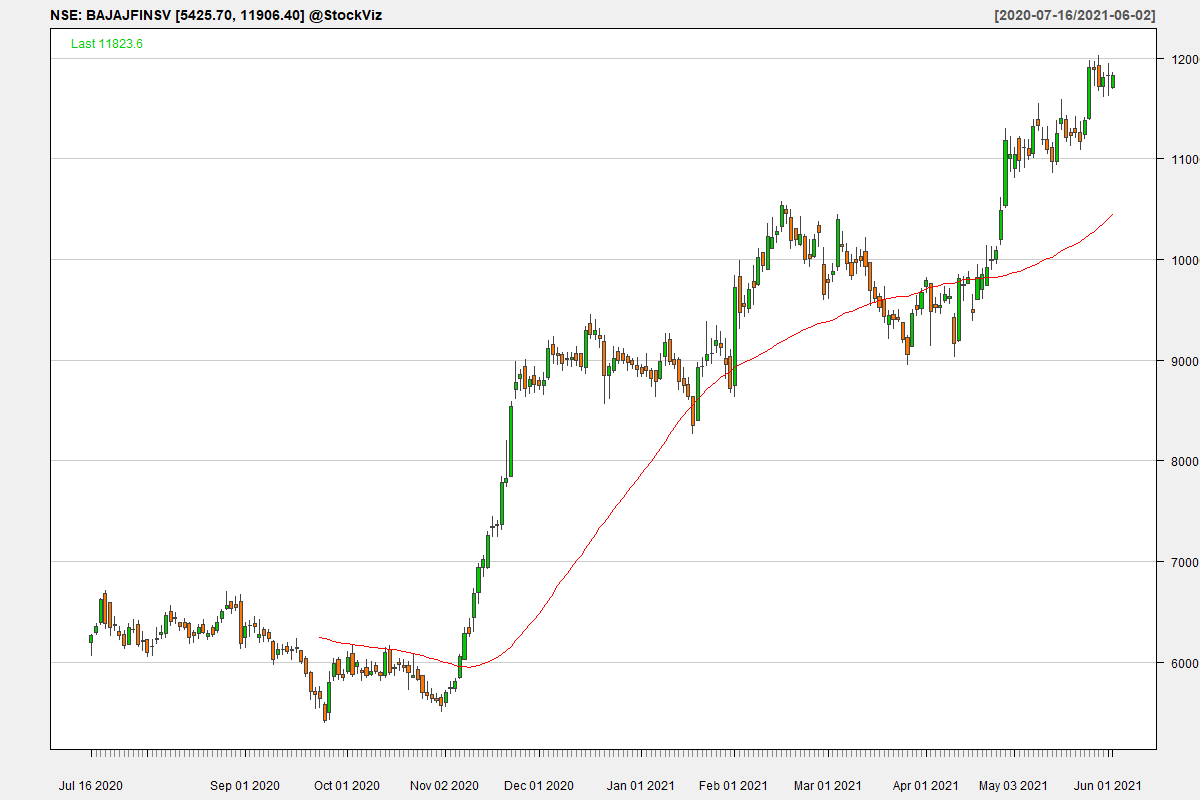 NSE: BAJAJFINSV [5425.70, 11906.40] @StockViz [2020-07-16/2021-06-02]
Last 11823.6
1200
1100
1000
9000
8000
7000
6000
Jul 16 2020 Sep 01 2020 Oct 01 2020 Nov 02 2020 Dec 01 2020 Jan 01 2021 Feb 01 2021 Mar 01 2021 Apr 01 2021 May 03 2021 Jun 01 2021